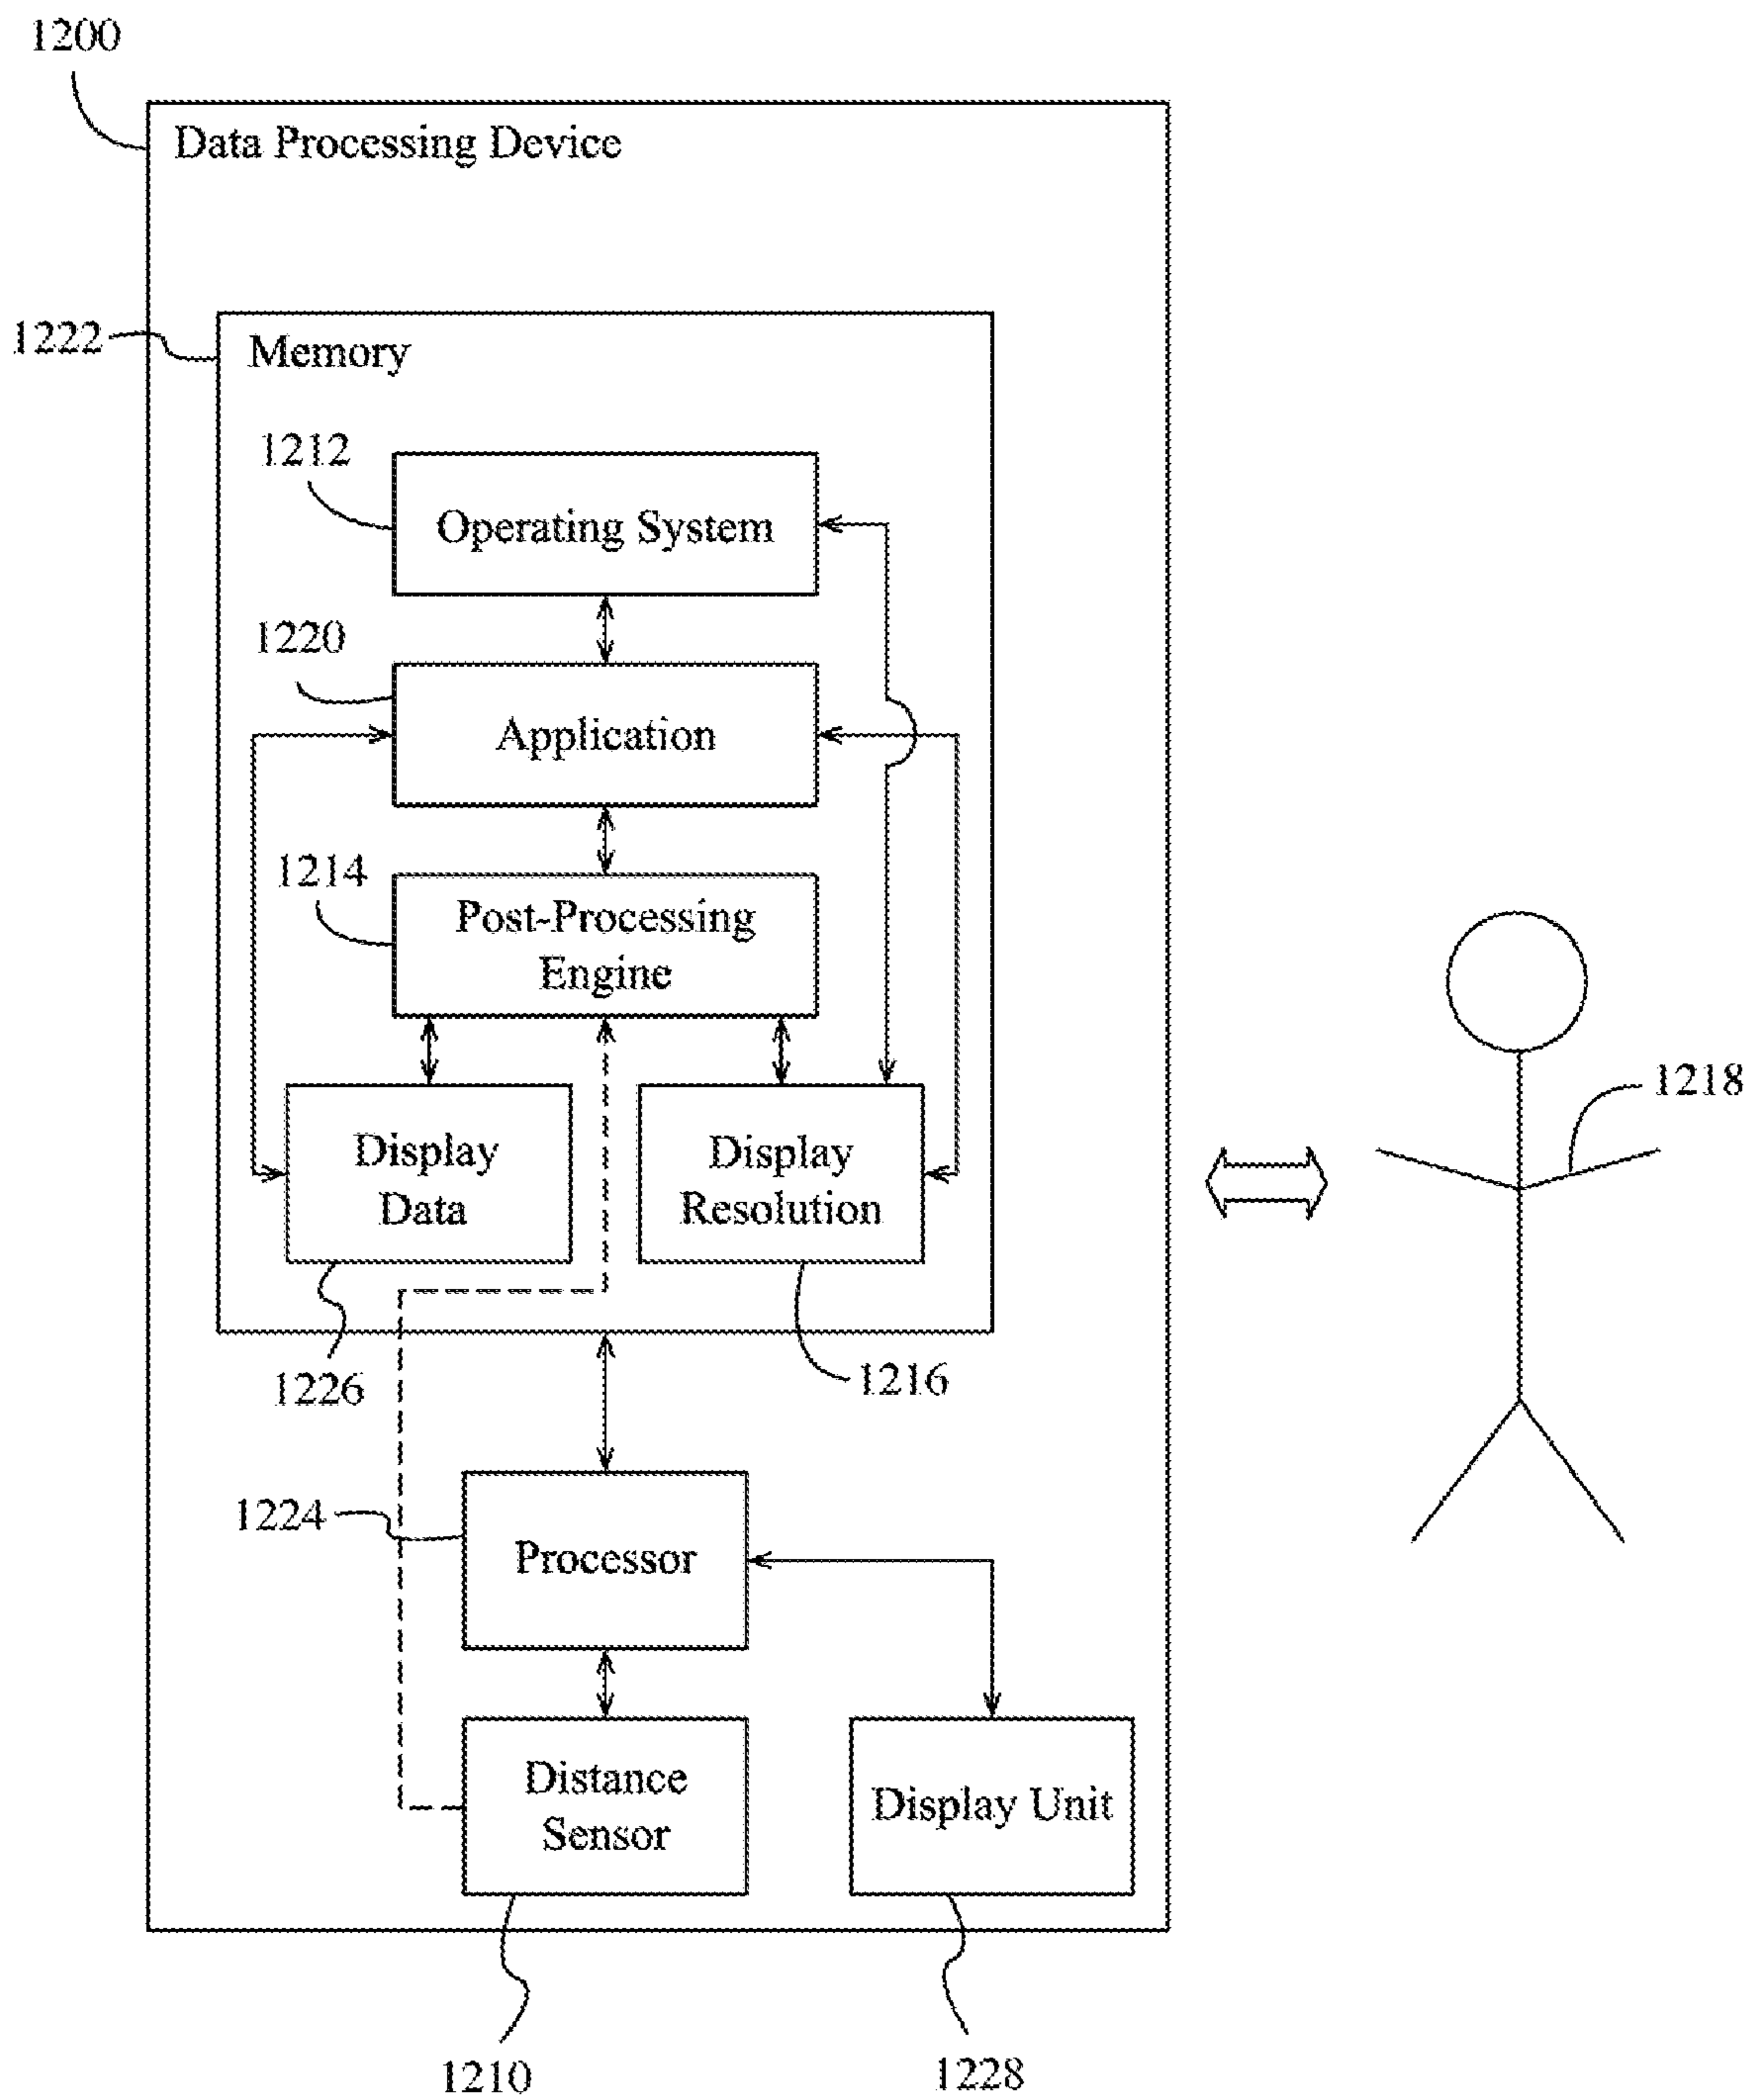 1200
Data Processing Device
1222
Memory
1212
Operating System
1220
Application
1214
Post-Processing
Engine
Display
Data
Display
Resolution
1218
1226
1216
1224
Processor
Distance
Sensor
Display Unit
1210
1228